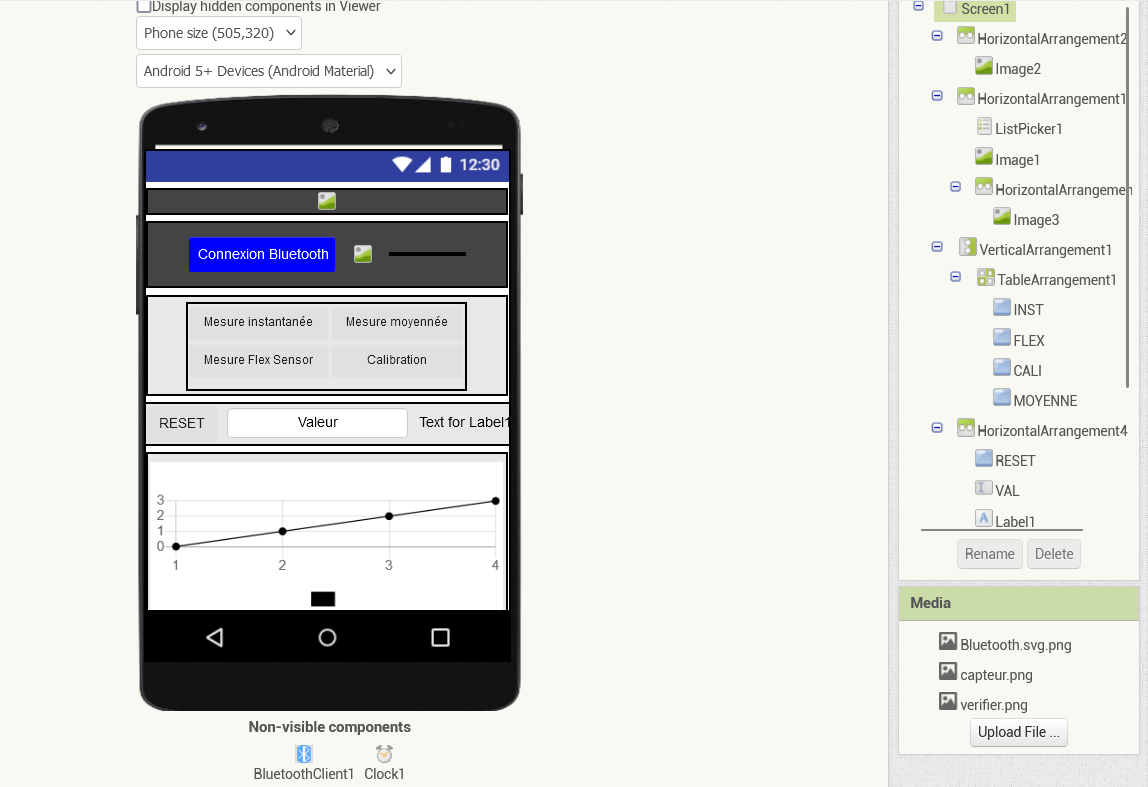 Display hidden components in Viewer
Phone size (505,320)
Android 5+ Devices (Android Material)
12:30
Connexion Bluetooth
Mesure instantanée
Mesure moyennée
Mesure Flex Sensor
Calibration
RESET
Valeur
Text for Label1
3
2
1
0
1
2
3
4
Non-visible components
BluetoothClient1
Clock1
Screen1
HorizontalArrangement2
Image2
HorizontalArrangement1
ListPicker1
Image1
HorizontalArrangemen
Image3
VerticalArrangement1
TableArrangement1
INST
FLEX
CALI
MOYENNE
HorizontalArrangement4
RESET
VAL
Label1
Rename
Delete
Media
Bluetooth.svg.png
capteur.png
verifier.png
Upload File ...